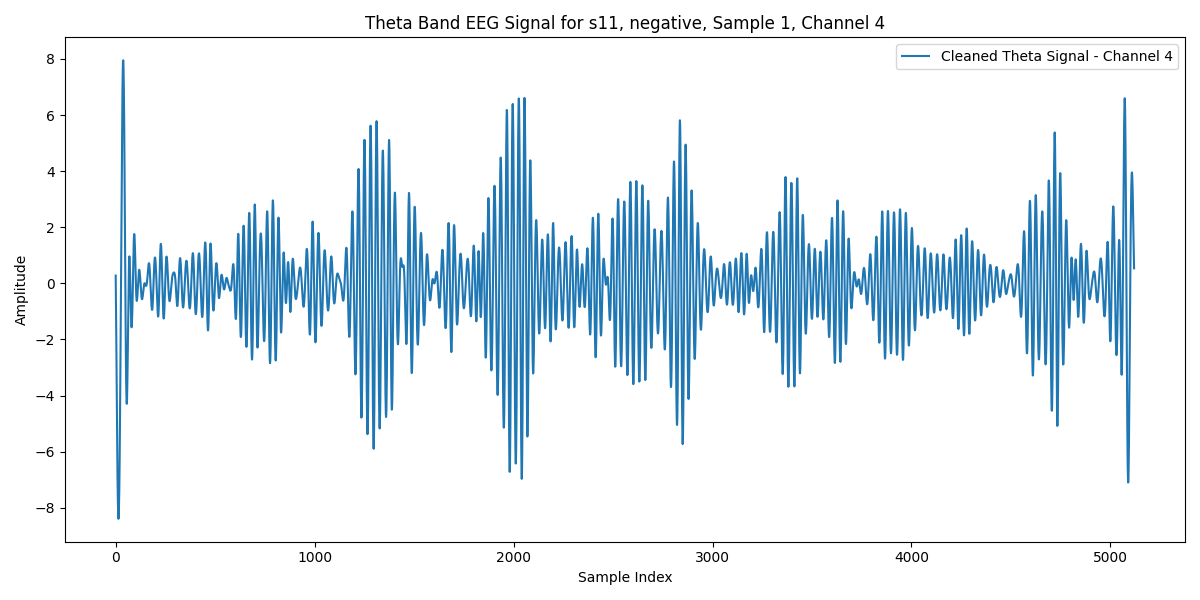 Theta Band EEG Signal for s11, negative, Sample 1, Channel 4
Cleaned Theta Signal - Channel 4
Amplitude
8
6
4
2
0
−2
−4
−6
−8
0 1000 2000 3000 4000 5000
Sample Index